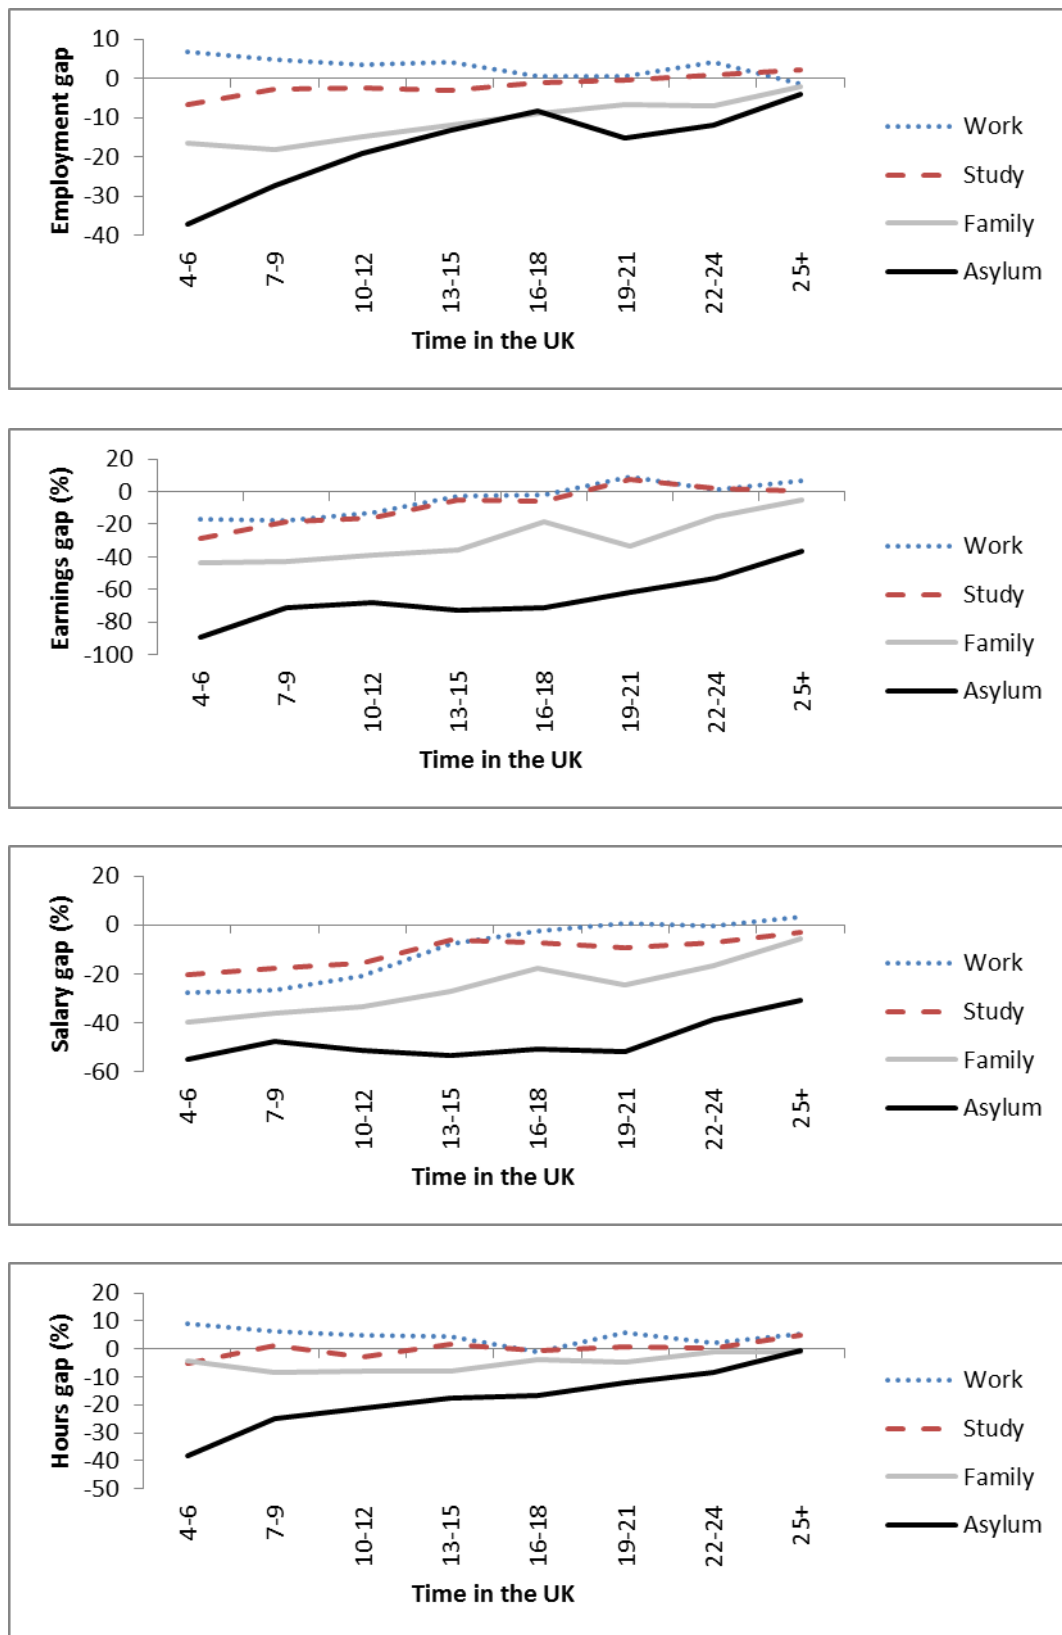 Employment gap
10
0
-10
-20
-30
-40
4-6
7-9
10-12
13-15
16-18
19-21
22-24
25+
Time in the UK
Work
Study
Family
Asylum
Earnings gap (%)
20
0
-20
-40
-60
-80
-100
4-6
7-9
10-12
13-15
16-18
19-21
22-24
25+
Time in the UK
Work
Study
Family
Asylum
Salary gap (%)
20
0
-20
-40
-60
4-6
7-9
10-12
13-15
16-18
19-21
22-24
25+
Time in the UK
Work
Study
Family
Asylum
Hours gap (%)
20
10
0
-10
-20
-30
-40
-50
4-6
7-9
10-12
13-15
16-18
19-21
22-24
25+
Time in the UK
Work
Study
Family
Asylum